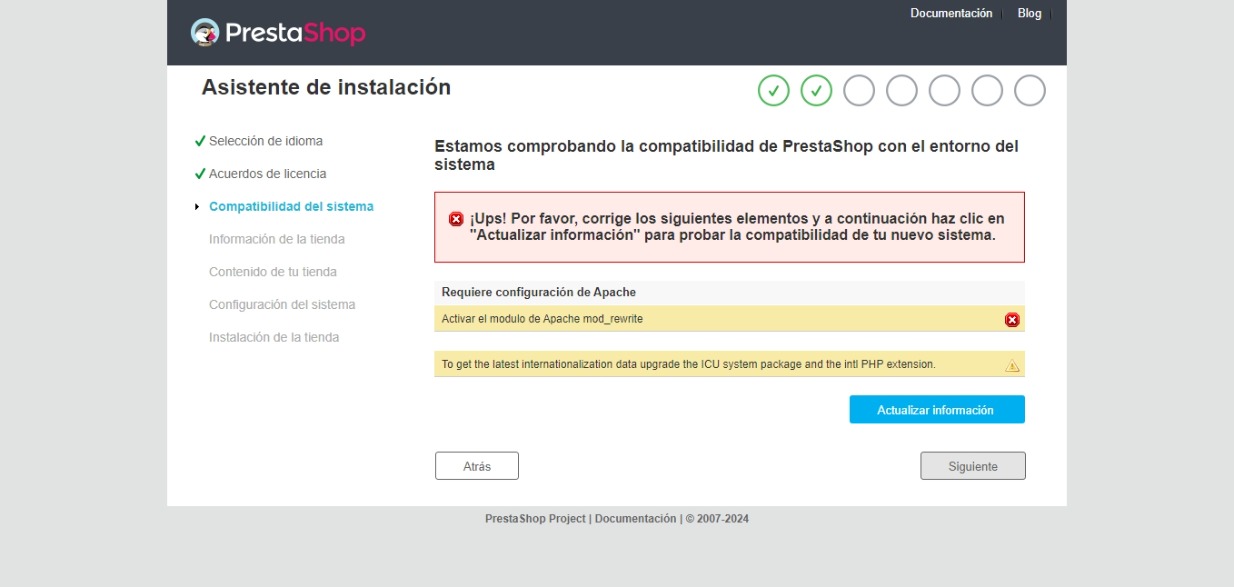 PrestaShop
Documentación
Blog
Asistente de instalación
Selección de idioma
Acuerdos de licencia
Compatibilidad del sistema
Información de la tienda
Contenido de tu tienda
Configuración del sistema
Instalación de la tienda
Estamos comprobando la compatibilidad de PrestaShop con el entorno del
sistema
¡Ups! Por favor, corrige los siguientes elementos y a continuación haz clic en
"Actualizar información" para probar la compatibilidad de tu nuevo sistema.
Requiere configuración de Apache
Activar el modulo de Apache mod_rewrite
To get the latest internationalization data upgrade the ICU system package and the intl PHP extension.
Actualizar información
Atrás
Siguiente
PrestaShop Project | Documentación | © 2007-2024